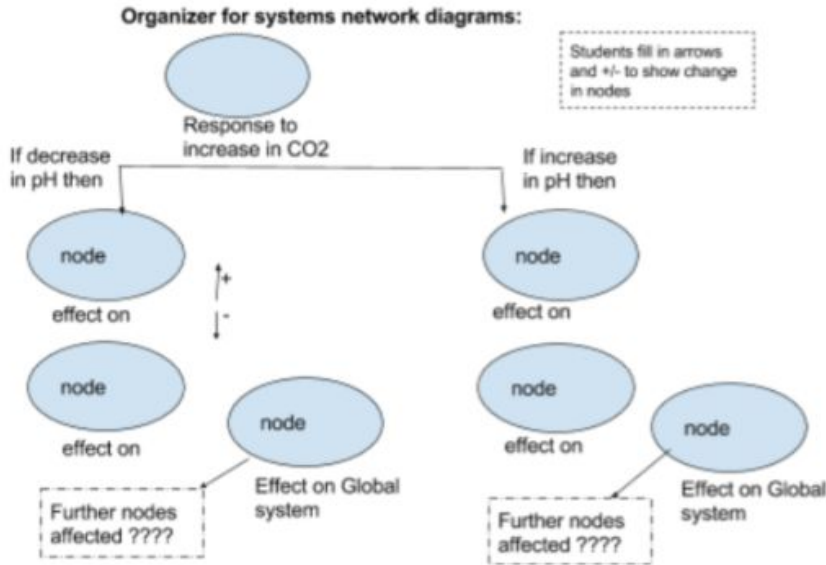 Organizer for systems network diagrams:
Students fill in arrows
and +/- to show change
in nodes
Response to
increase in CO2
If decrease
in pH then
If increase
in pH then
node
+
-
effect on
node
effect on
node
effect on
node
Effect on Global
system
Further nodes
affected ????
node
effect on
node
effect on
Effect on Global
system
Further nodes
affected ????